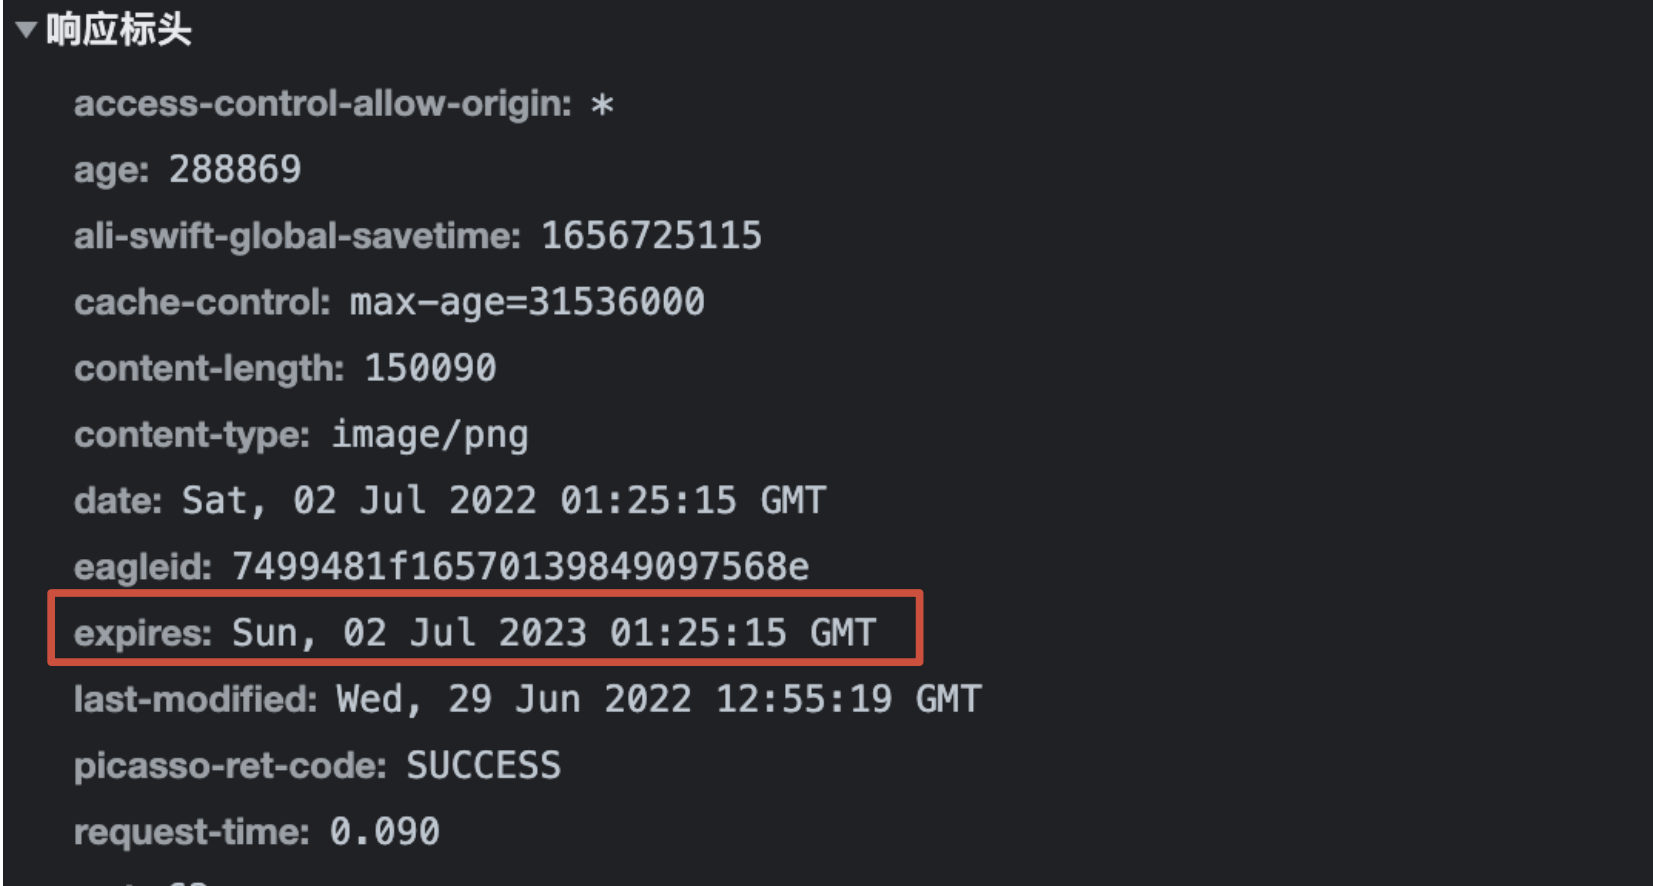 响应标头
access-control-allow-origin: *
age: 288869
ali-swift-global-savetime: 1656725115
cache-control: max-age=31536000
content-length: 150090
content-type: image/png
date: Sat, 02 Jul 2022 01:25:15 GMT
eagleid: 7499481f16570139849097568e
expires: Sun, 02 Jul 2023 01:25:15 GMT
last-modified: Wed, 29 Jun 2022 12:55:19 GMT
picasso-ret-code: SUCCESS
request-time: 0.090